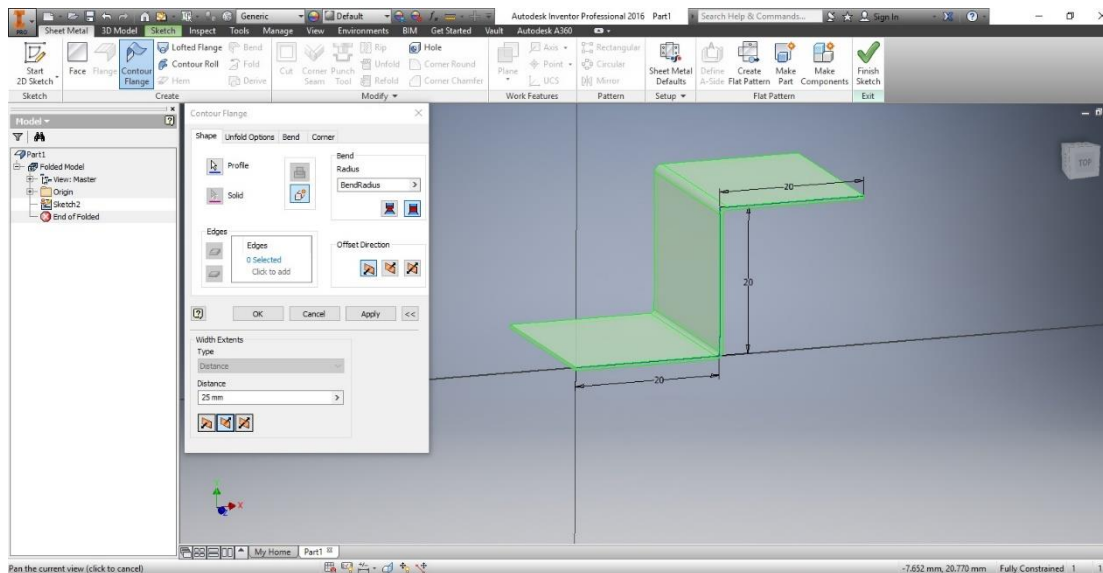 PRO
Generic
Default
Autodesk Inventor Professional 2016 Part1
Search Help & Commands...
Sign In
Sheet Metal 3D Model Sketch Inspect Tools Manage View Environments BIM Get Started Vault Autodesk A360
Start 2D Sketch
Face
Flange
Contour Flange
Lofted Flange
Contour Roll
Hem
Bend
Fold
Derive
Cut
Corner Seam
Punch Tool
Rip
Unfold
Refold
Hole
Corner Round
Corner Chamfer
Plane
Axis
Point
UCS
Rectangular
Circular
Mirror
Sheet Metal Defaults
Define A-Side
Create Flat Pattern
Make Part
Make Components
Finish Sketch
Sketch Create Modify Work Features Pattern Setup Flat Pattern Exit
Model
Part1
Folded Model
View: Master
Origin
Sketch2
End of Folded
Contour Flange
Shape Unfold Options Bend Corner
Profile
Solid
Bend
Radius
BendRadius
Edges
Edges
0 Selected
Click to add
Offset Direction
OK Cancel Apply <<
Width Extents
Type
Distance
Distance
25 mm
TOP
20
20
20
X
My Home Part1
Pan the current view (click to cancel)
-7.652 mm, 20.770 mm Fully Constrained 1 1